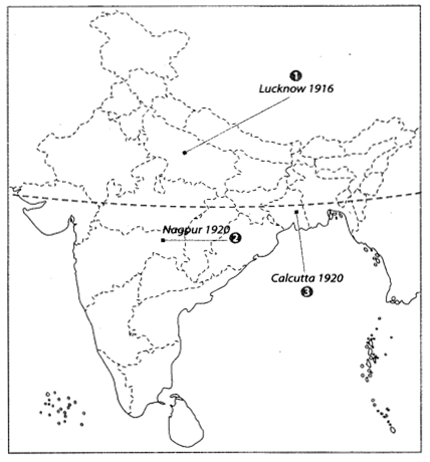 ❶
Lucknow 1916
Nagpur 1920 ❷
Calcutta 1920
❸